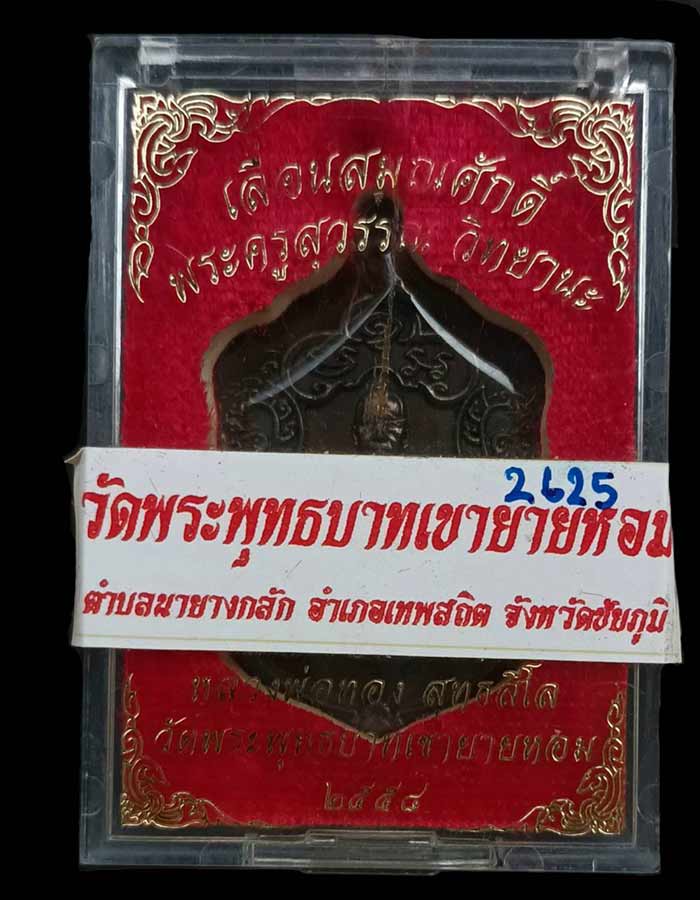 เลื่อนสมณศักดิ์
พระครูสุวรรณ วิทยานะ
2625
วัดพระพุทธบาทเขายายหอม
ตำบลนายางกลัก อำเภอเทพสถิต จังหวัดชัยภูมิ
หลวงพ่อทอง สุทธสีโล
วัดพระพุทธบาทเขายายหอม
๒๕๕๘